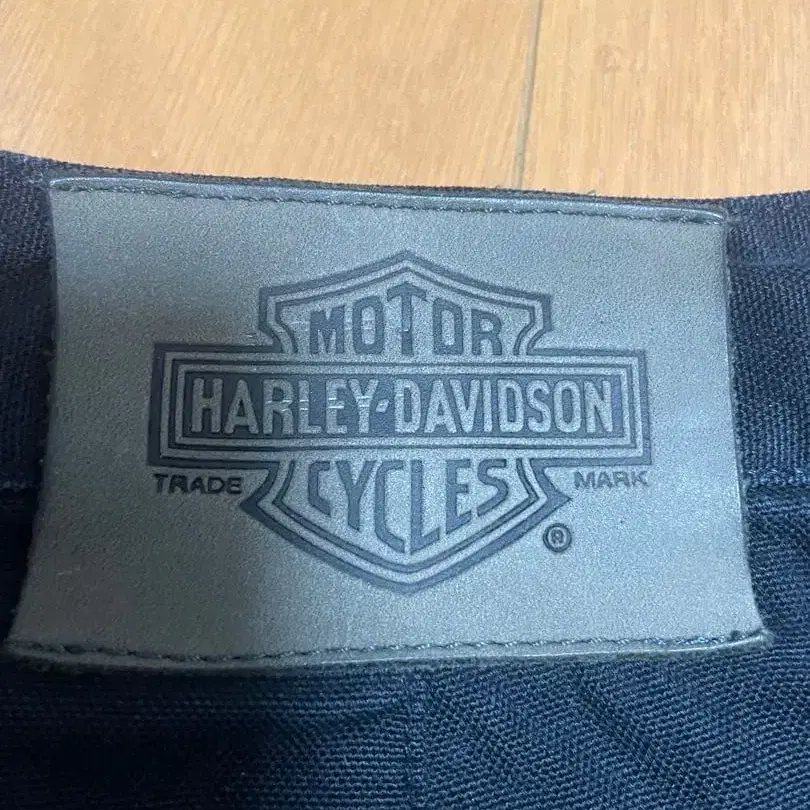 MOTOR
HARLEY-DAVIDSON
CYCLES
TRADE MARK
®